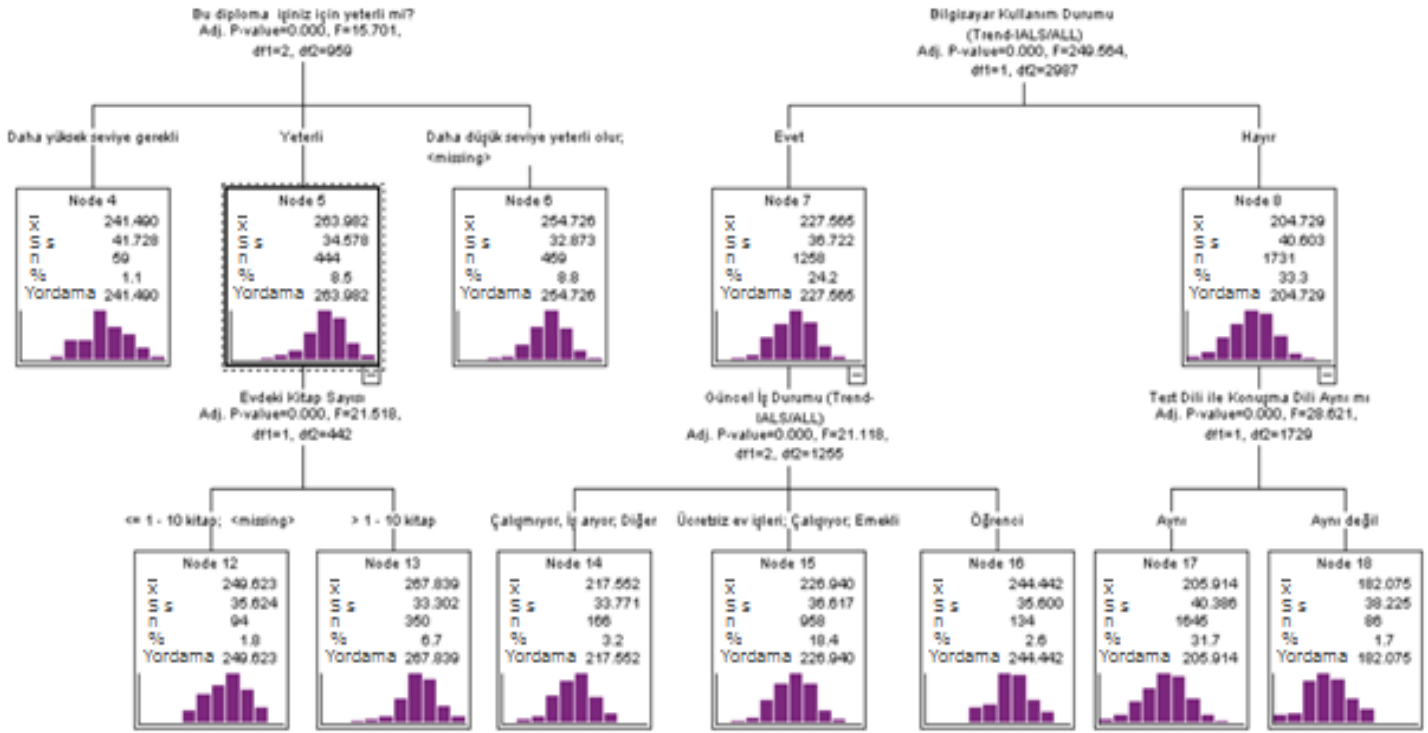 Bu diploma işiniz için yeterli mi?
Adj. P-value=0.000, F=15.701,
df1=2, df2=959
Bilgisayar Kullanım Durumu
(Trend-IALS/ALL)
Adj. P-value=0.000, F=249.564,
df1=1, df2=2987
Daha yüksek seviye gerekli
Yeterli
Daha düşük seviye yeterli olur;
<missing>
Evet
Hayır
Node 4
x̄ 241.490
S s 41.728
n 59
% 1.1
Yordama 241.490
Node 5
x̄ 263.982
S s 34.578
n 444
% 8.5
Yordama 263.982
Node 6
x̄ 254.726
S s 32.873
n 459
% 8.8
Yordama 254.726
Node 7
x̄ 227.565
S s 36.722
n 1258
% 24.2
Yordama 227.565
Node 8
x̄ 204.729
S s 40.603
n 1731
% 33.3
Yordama 204.729
Evdeki Kitap Sayısı
Adj. P-value=0.000, F=21.518,
df1=1, df2=442
Güncel İş Durumu (Trend-
IALS/ALL)
Adj. P-value=0.000, F=21.118,
df1=2, df2=1255
Test Dili ile Konuşma Dili Aynı mı
Adj. P-value=0.000, F=28.621,
df1=1, df2=1729
<= 1 - 10 kitap; <missing>
> 1 - 10 kitap
Çalışmıyor, İş arıyor; Diğer
Ücretsiz ev işleri; Çalışıyor; Emekli
Öğrenci
Aynı
Aynı değil
Node 12
x̄ 249.623
S s 35.624
n 94
% 1.8
Yordama 249.623
Node 13
x̄ 267.839
S s 33.302
n 350
% 6.7
Yordama 267.839
Node 14
x̄ 217.552
S s 33.771
n 166
% 3.2
Yordama 217.552
Node 15
x̄ 226.940
S s 36.617
n 958
% 18.4
Yordama 226.940
Node 16
x̄ 244.442
S s 35.600
n 134
% 2.6
Yordama 244.442
Node 17
x̄ 205.914
S s 40.386
n 1645
% 31.7
Yordama 205.914
Node 18
x̄ 182.075
S s 38.225
n 86
% 1.7
Yordama 182.075